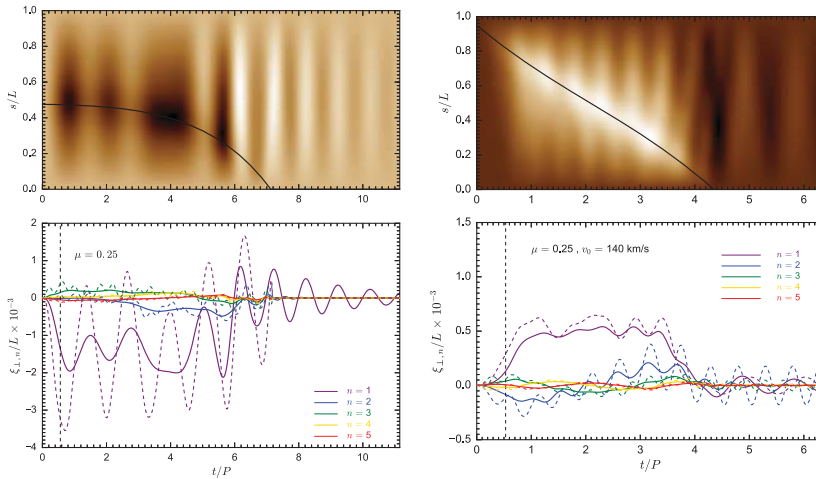 1.0
0.8
0.6
0.4
0.2
0.0
s/L
0 2 4 6 8 10
1.0
0.8
0.6
0.4
0.2
0.0
s/L
0 1 2 3 4 5 6
2
1
0
−1
−2
−3
−4
ξ⊥,n/L × 10⁻³
μ = 0.25
n = 1
n = 2
n = 3
n = 4
n = 5
0 2 4 6 8 10
t/P
1.5
1.0
0.5
0.0
−0.5
ξ⊥,n/L × 10⁻³
μ = 0.25 , v₀ = 140 km/s
n = 1
n = 2
n = 3
n = 4
n = 5
0 1 2 3 4 5 6
t/P